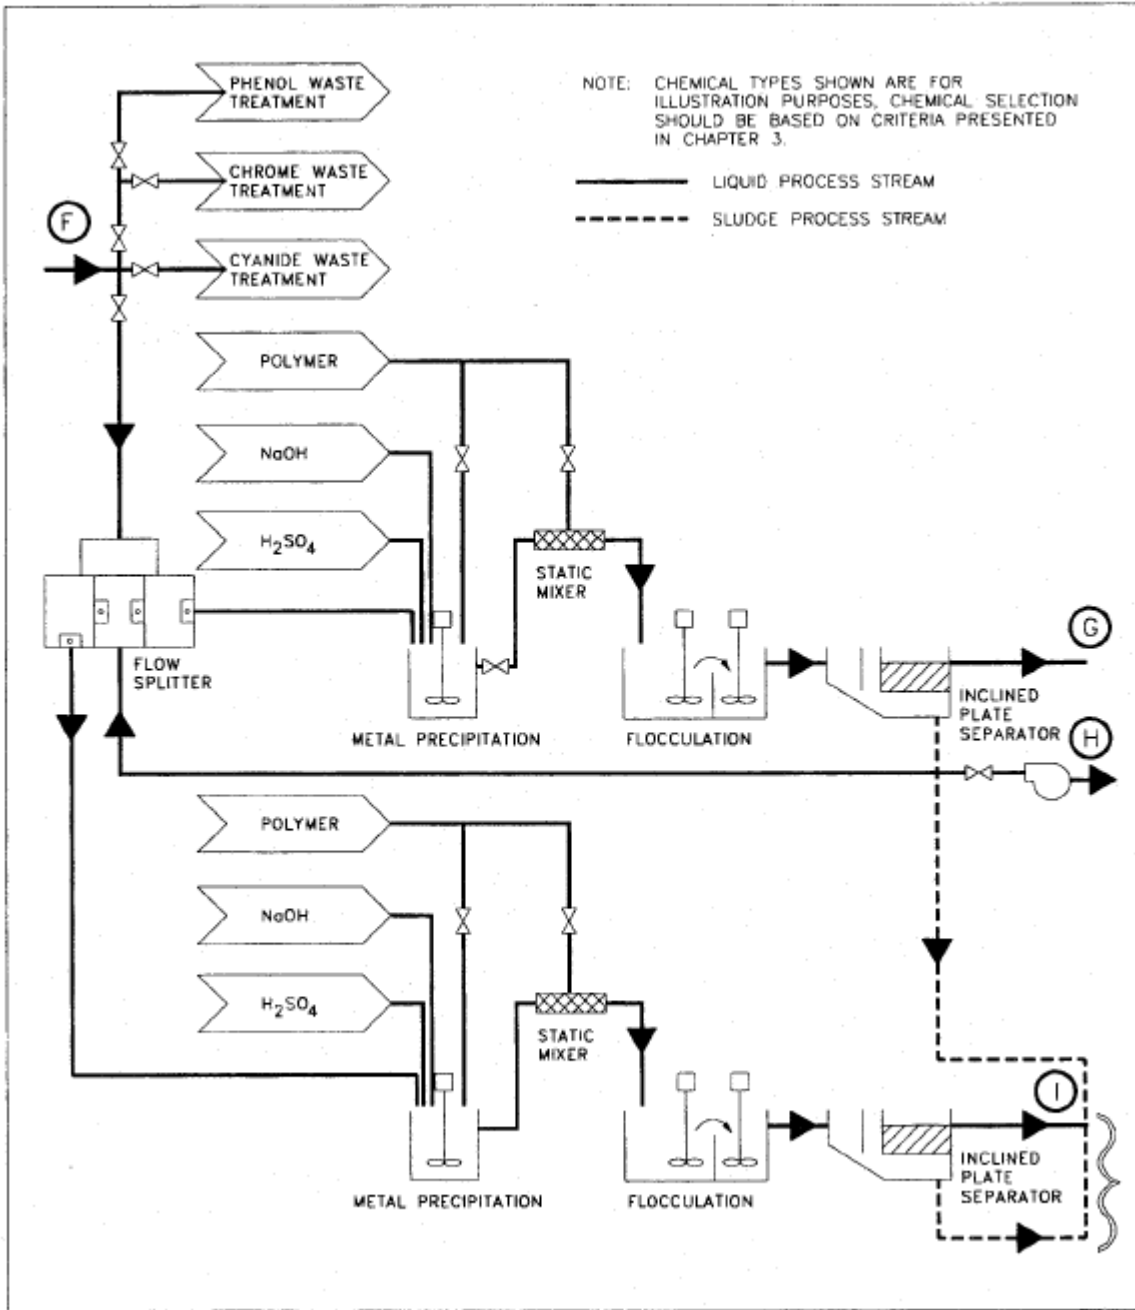 PHENOL WASTE
TREATMENT
NOTE: CHEMICAL TYPES SHOWN ARE FOR
ILLUSTRATION PURPOSES, CHEMICAL SELECTION
SHOULD BE BASED ON CRITERIA PRESENTED
IN CHAPTER 3.
CHROME WASTE
TREATMENT
LIQUID PROCESS STREAM
SLUDGE PROCESS STREAM
F
CYANIDE WASTE
TREATMENT
POLYMER
NaOH
H₂SO₄
STATIC
MIXER
FLOW
SPLITTER
METAL PRECIPITATION
FLOCCULATION
G
INCLINED
PLATE
SEPARATOR
H
POLYMER
NaOH
H₂SO₄
STATIC
MIXER
I
METAL PRECIPITATION
FLOCCULATION
INCLINED
PLATE
SEPARATOR